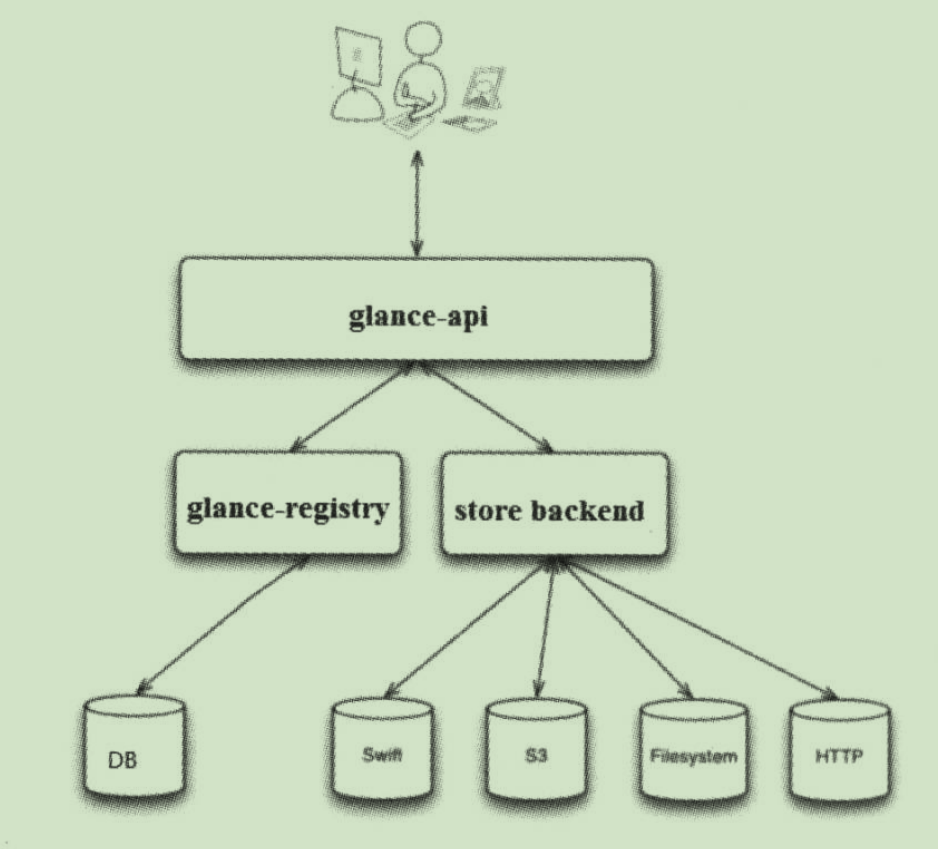 glance-api
glance-registry
store backend
DB
Swift
S3
Filesystem
HTTP